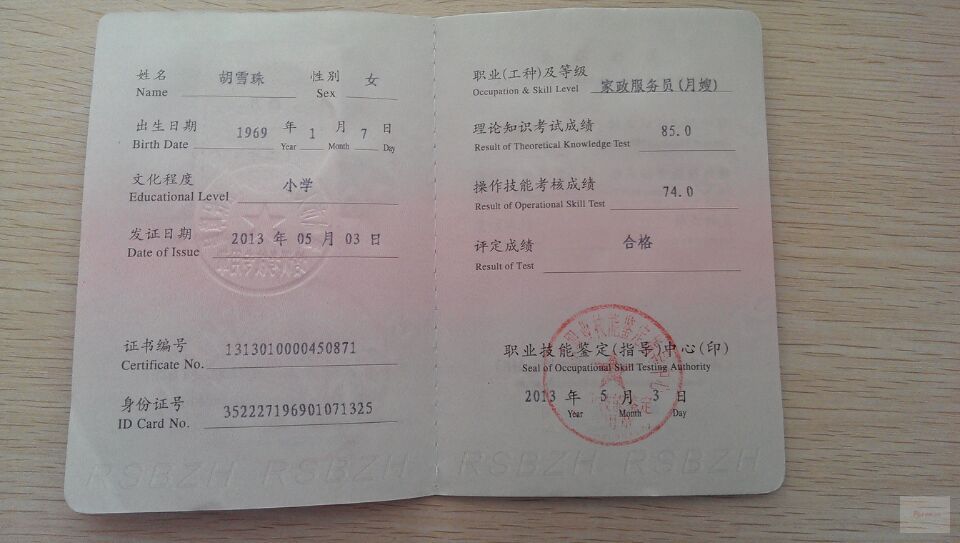 姓名 胡雪珠 性别 女
Name Sex
出生日期 1969 年 1 月 7 日
Birth Date Year Month Day
文化程度 小学
Educational Level
发证日期 2013 年 05 月 03 日
Date of Issue
证书编号 1313010000450871
Certificate No.
身份证号 352227196901071325
ID Card No.
RSBZH RSBZH
职业(工种)及等级 家政服务员(月嫂)
Occupation & Skill Level
理论知识考试成绩 85.0
Result of Theoretical Knowledge Test
操作技能考核成绩 74.0
Result of Operational Skill Test
评定成绩 合格
Result of Test
职业技能鉴定(指导)中心(印)
Seal of Occupational Skill Testing Authority
2013 年 5 月 3 日
Year Month Day
RSBZH RSBZH